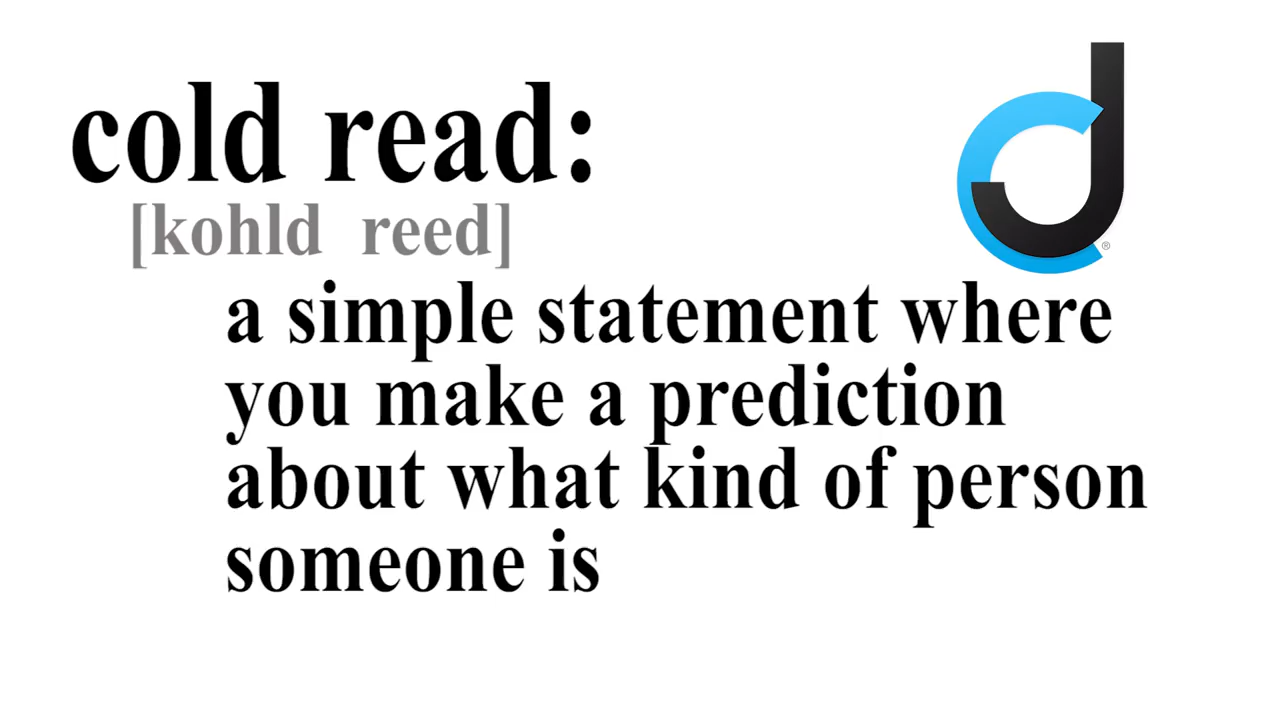 cold read:
[kohld reed]
a simple statement where
you make a prediction
about what kind of person
someone is
®